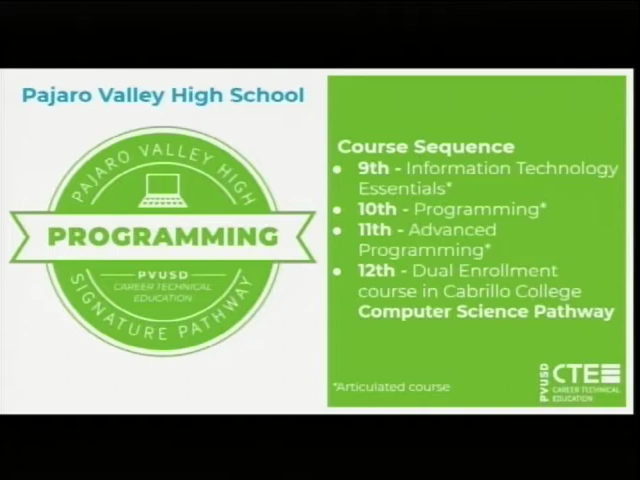 Pajaro Valley High School
PAJARO VALLEY HIGH
PROGRAMMING
PVUSD
CAREER TECHNICAL
EDUCATION
SIGNATURE PATHWAY
Course Sequence
● 9th - Information Technology
Essentials*
● 10th - Programming*
● 11th - Advanced
Programming*
● 12th - Dual Enrollment
course in Cabrillo College
Computer Science Pathway
*Articulated course
PVUSD
CTE
CAREER TECHNICAL
EDUCATION